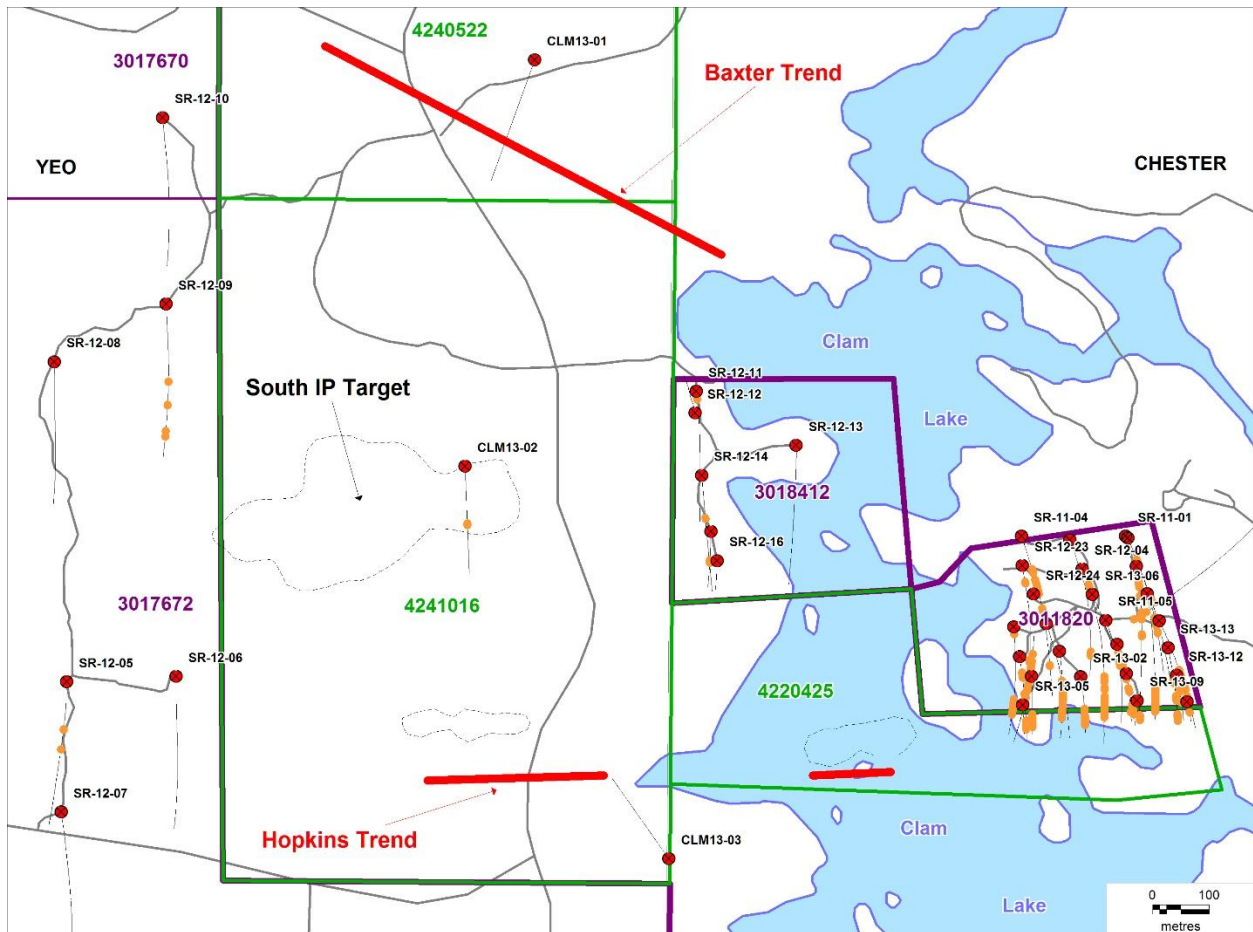 4240522
CLM13-01
3017670
Baxter Trend
SR-12-10
YEO
CHESTER
SR-12-09
SR-12-08
Clam
SR-12-11
South IP Target
SR-12-12
Lake
CLM13-02
SR-12-13
SR-12-14
3018412
SR-11-04
SR-11-01
SR-12-16
SR-12-23
SR-12-04
SR-12-24
SR-13-06
3017672
4241016
SR-11-05
3011820
SR-13-13
SR-12-05
SR-12-06
SR-13-02
SR-13-12
4220425
SR-13-05
SR-13-09
SR-12-07
Hopkins Trend
CLM13-03
Clam
0 100
metres
Lake